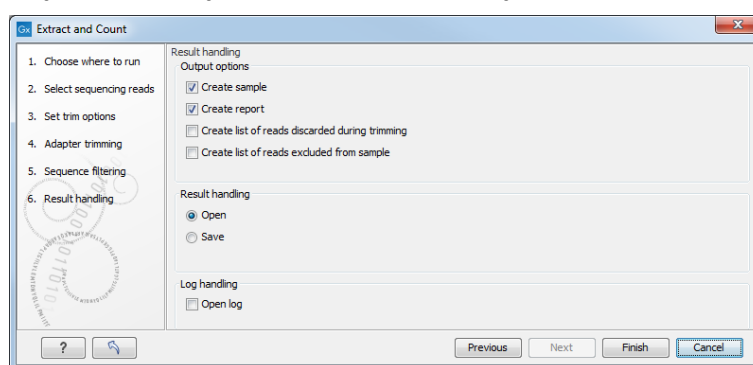 Gx Extract and Count
1. Choose where to run
2. Select sequencing reads
3. Set trim options
4. Adapter trimming
5. Sequence filtering
6. Result handling
Result handling
Output options
Create sample
Create report
Create list of reads discarded during trimming
Create list of reads excluded from sample
Result handling
Open
Save
Log handling
Open log
?
Previous
Next
Finish
Cancel